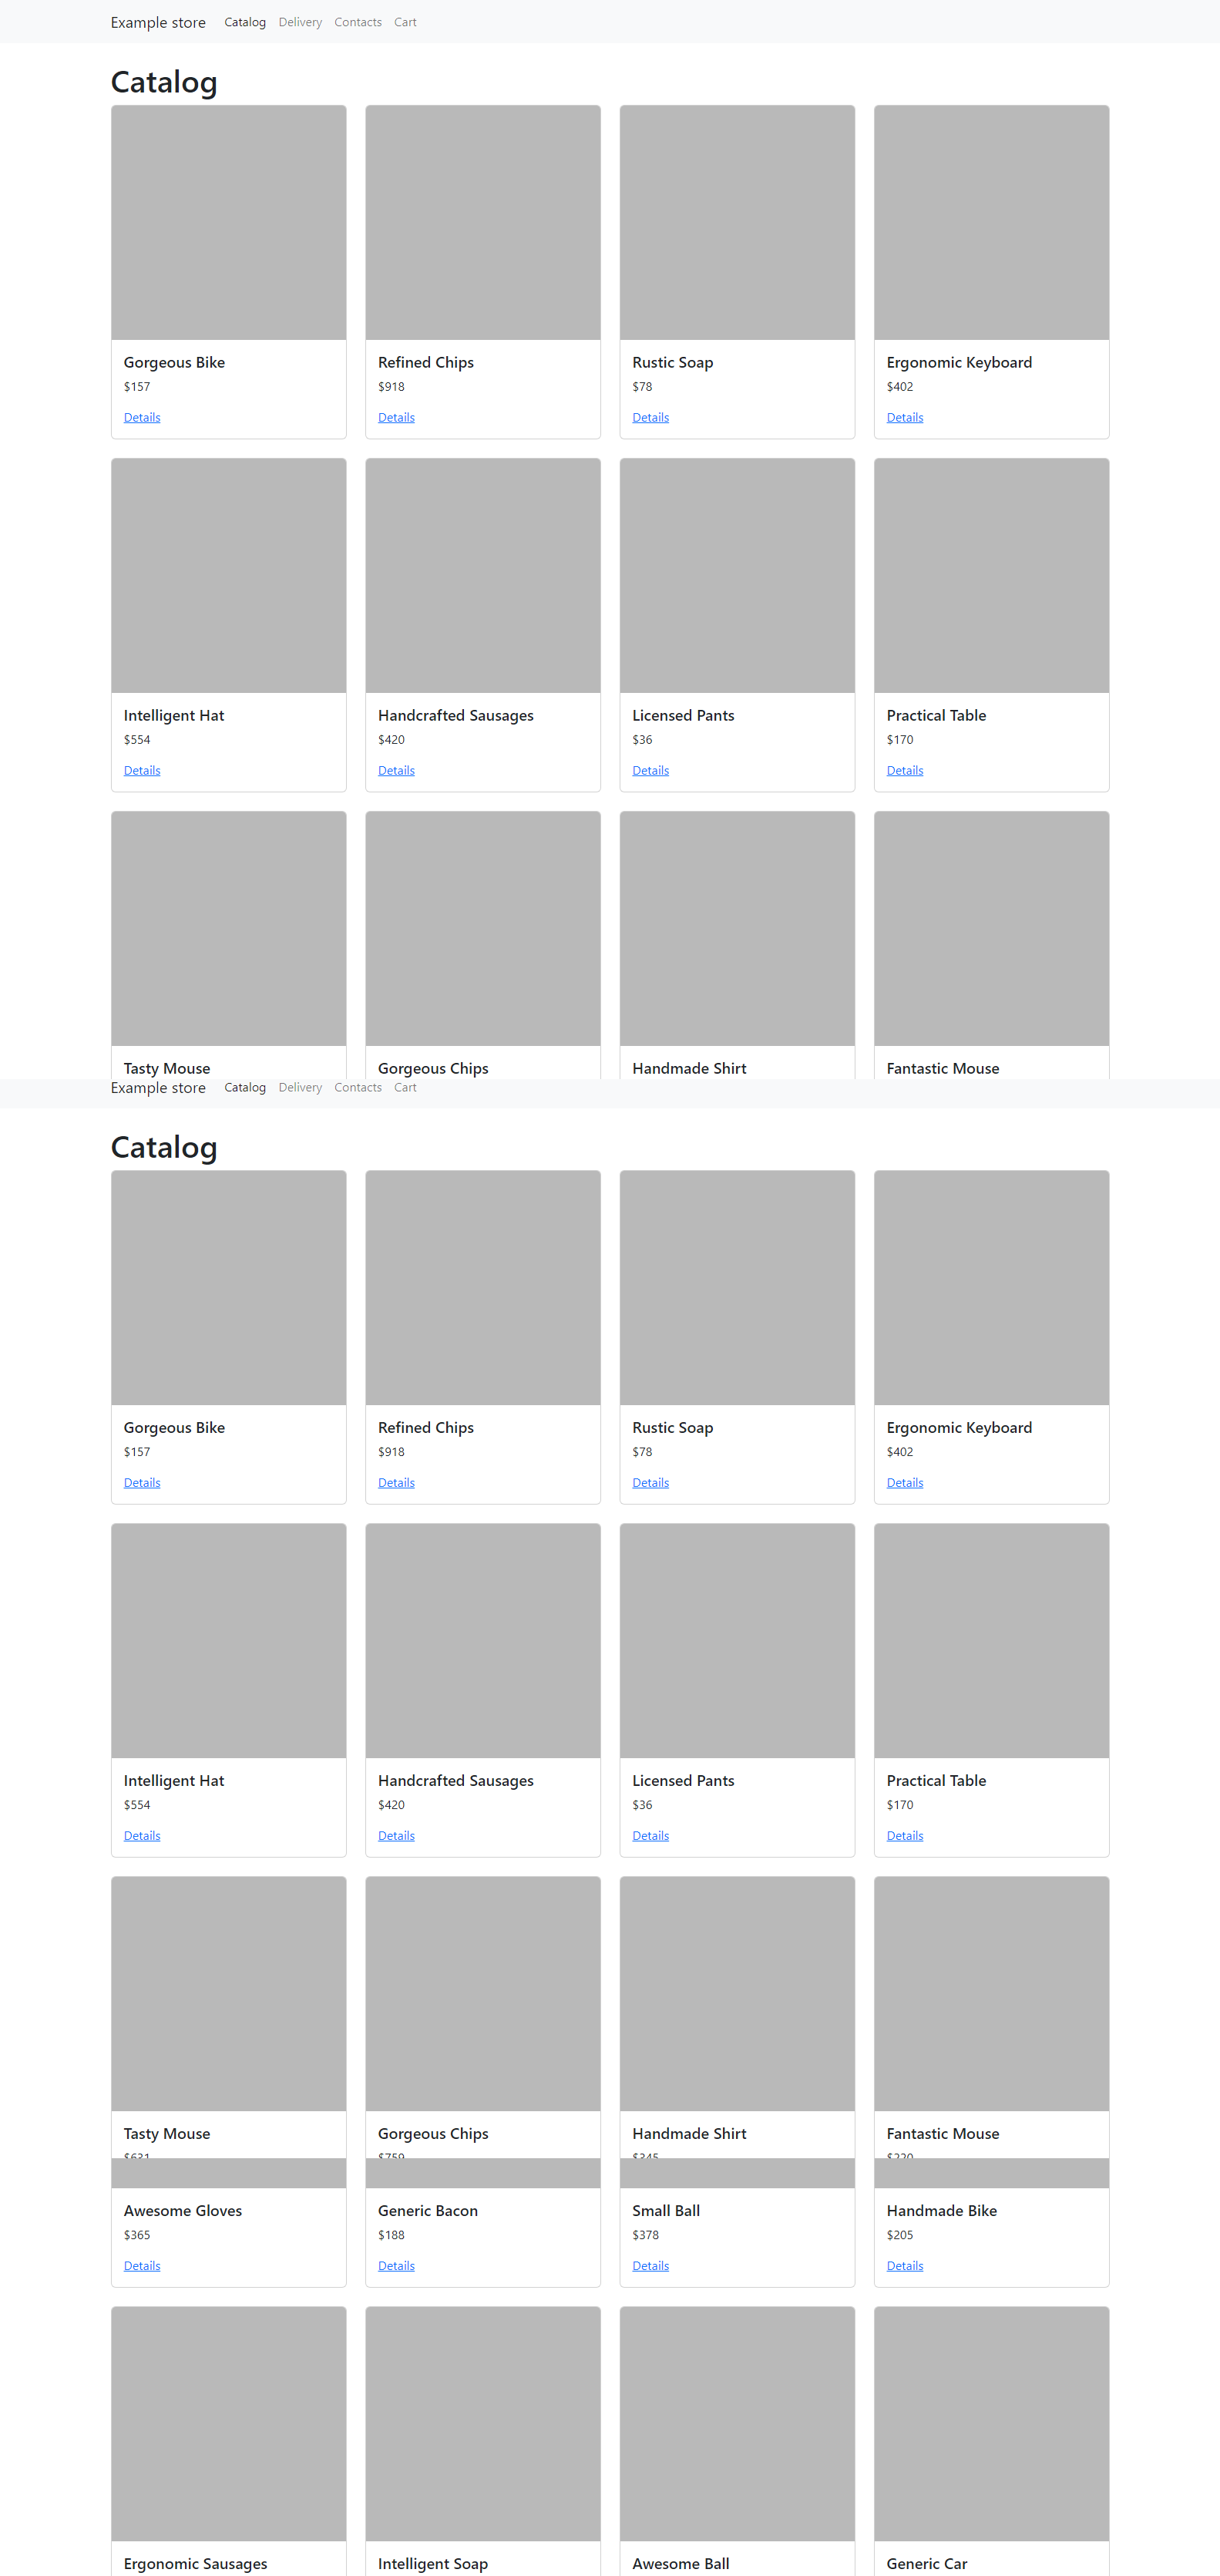 Example store Catalog Delivery Contacts Cart
Catalog
Gorgeous Bike Refined Chips Rustic Soap Ergonomic Keyboard
$157 $918 $78 $402
Details Details Details Details
Intelligent Hat Handcrafted Sausages Licensed Pants Practical Table
$554 $420 $36 $170
Details Details Details Details
Tasty Mouse Gorgeous Chips Handmade Shirt Fantastic Mouse
Example store Catalog Delivery Contacts Cart
Catalog
Gorgeous Bike Refined Chips Rustic Soap Ergonomic Keyboard
$157 $918 $78 $402
Details Details Details Details
Intelligent Hat Handcrafted Sausages Licensed Pants Practical Table
$554 $420 $36 $170
Details Details Details Details
Tasty Mouse Gorgeous Chips Handmade Shirt Fantastic Mouse
$631 $759 $345 $220
Awesome Gloves Generic Bacon Small Ball Handmade Bike
$365 $188 $378 $205
Details Details Details Details
Ergonomic Sausages Intelligent Soap Awesome Ball Generic Car